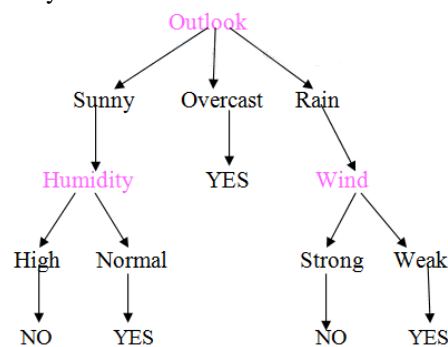 Outlook
Sunny Overcast Rain
Humidity YES Wind
High Normal Strong Weak
NO YES NO YES